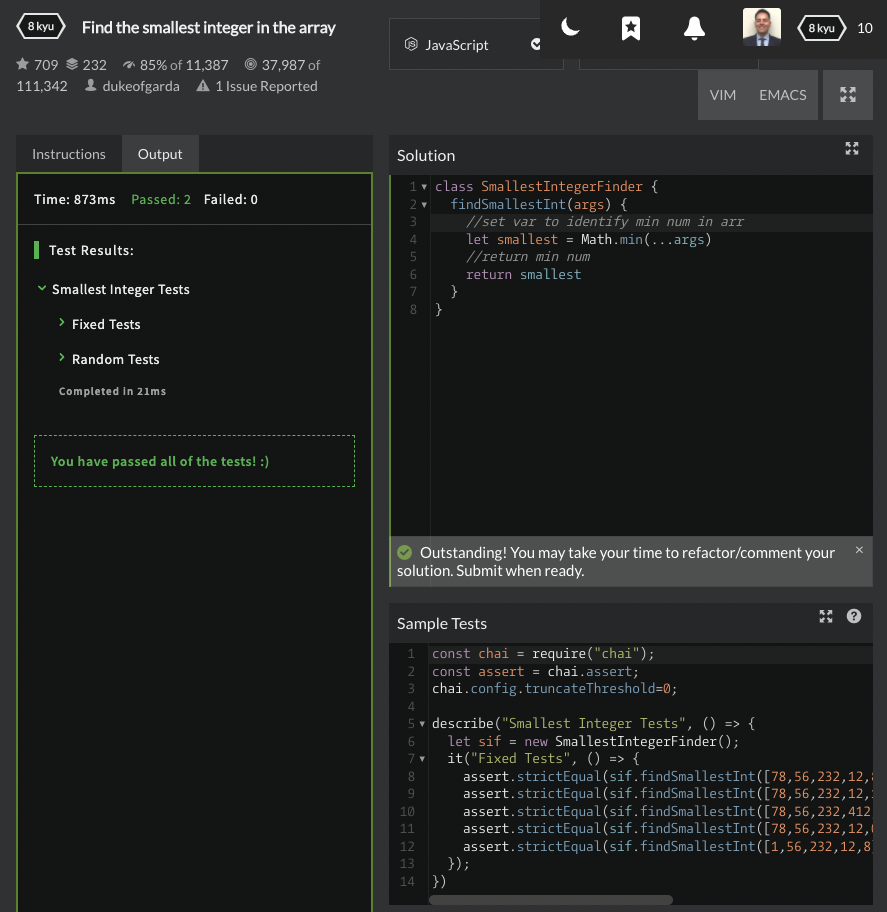 8 kyu Find the smallest integer in the array
709 232 85% of 11,387 37,987 of
111,342 dukeofgarda 1 Issue Reported
JavaScript
8 kyu 10
VIM EMACS
Instructions Output
Time: 873ms Passed: 2 Failed: 0
Test Results:
Smallest Integer Tests
Fixed Tests
Random Tests
Completed in 21ms
You have passed all of the tests! :)
Solution
1 class SmallestIntegerFinder {
2 findSmallestInt(args) {
3 //set var to identify min num in arr
4 let smallest = Math.min(...args)
5 //return min num
6 return smallest
7 }
8 }
Outstanding! You may take your time to refactor/comment your
solution. Submit when ready.
Sample Tests
1 const chai = require("chai");
2 const assert = chai.assert;
3 chai.config.truncateThreshold=0;
4
5 describe("Smallest Integer Tests", () => {
6 let sif = new SmallestIntegerFinder();
7 it("Fixed Tests", () => {
8 assert.strictEqual(sif.findSmallestInt([78,56,232,12,
9 assert.strictEqual(sif.findSmallestInt([78,56,232,12,
10 assert.strictEqual(sif.findSmallestInt([78,56,232,412
11 assert.strictEqual(sif.findSmallestInt([78,56,232,12,
12 assert.strictEqual(sif.findSmallestInt([1,56,232,12,8
13 });
14 })